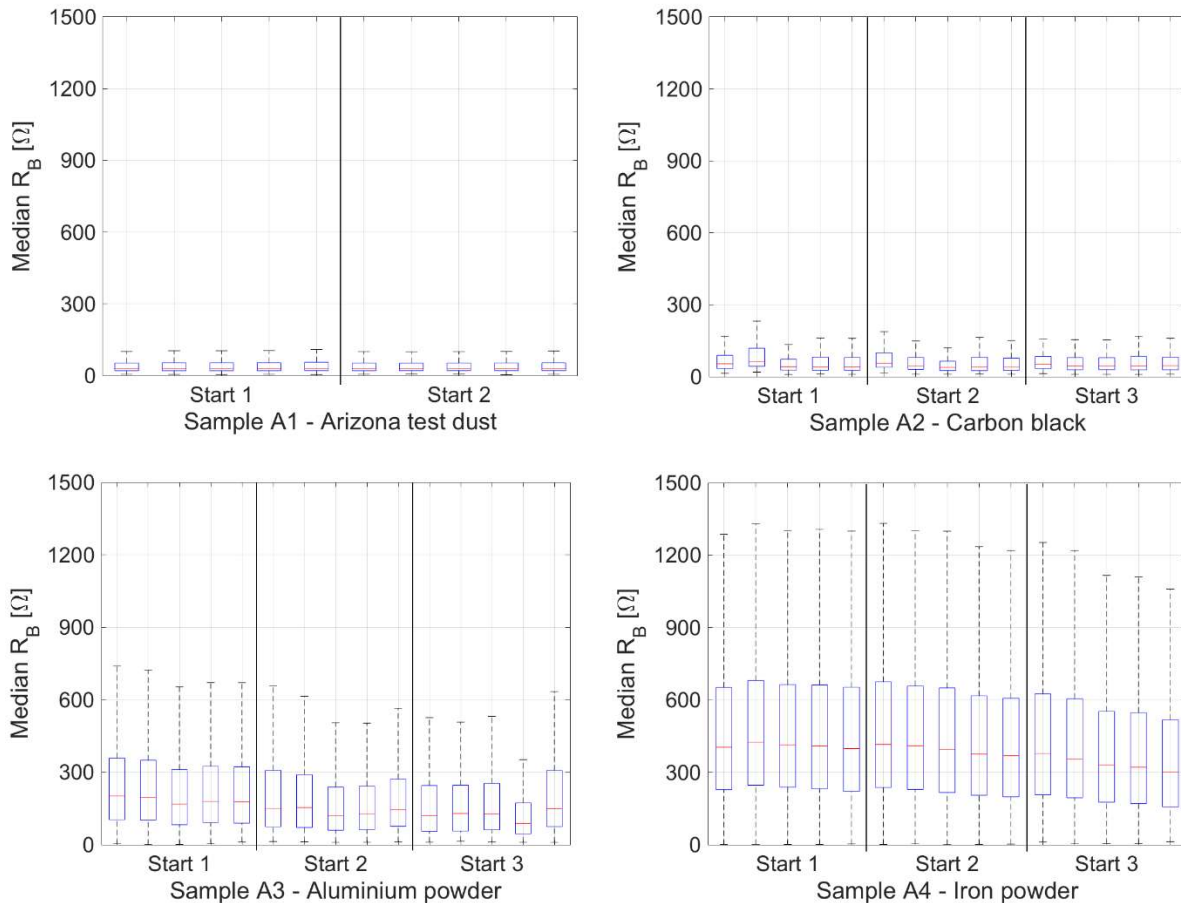 1500
1200
900
600
300
0
Median R_B [Ω]
Start 1 Start 2
Sample A1 - Arizona test dust
1500
1200
900
600
300
0
Median R_B [Ω]
Start 1 Start 2 Start 3
Sample A2 - Carbon black
1500
1200
900
600
300
0
Median R_B [Ω]
Start 1 Start 2 Start 3
Sample A3 - Aluminium powder
1500
1200
900
600
300
0
Median R_B [Ω]
Start 1 Start 2 Start 3
Sample A4 - Iron powder